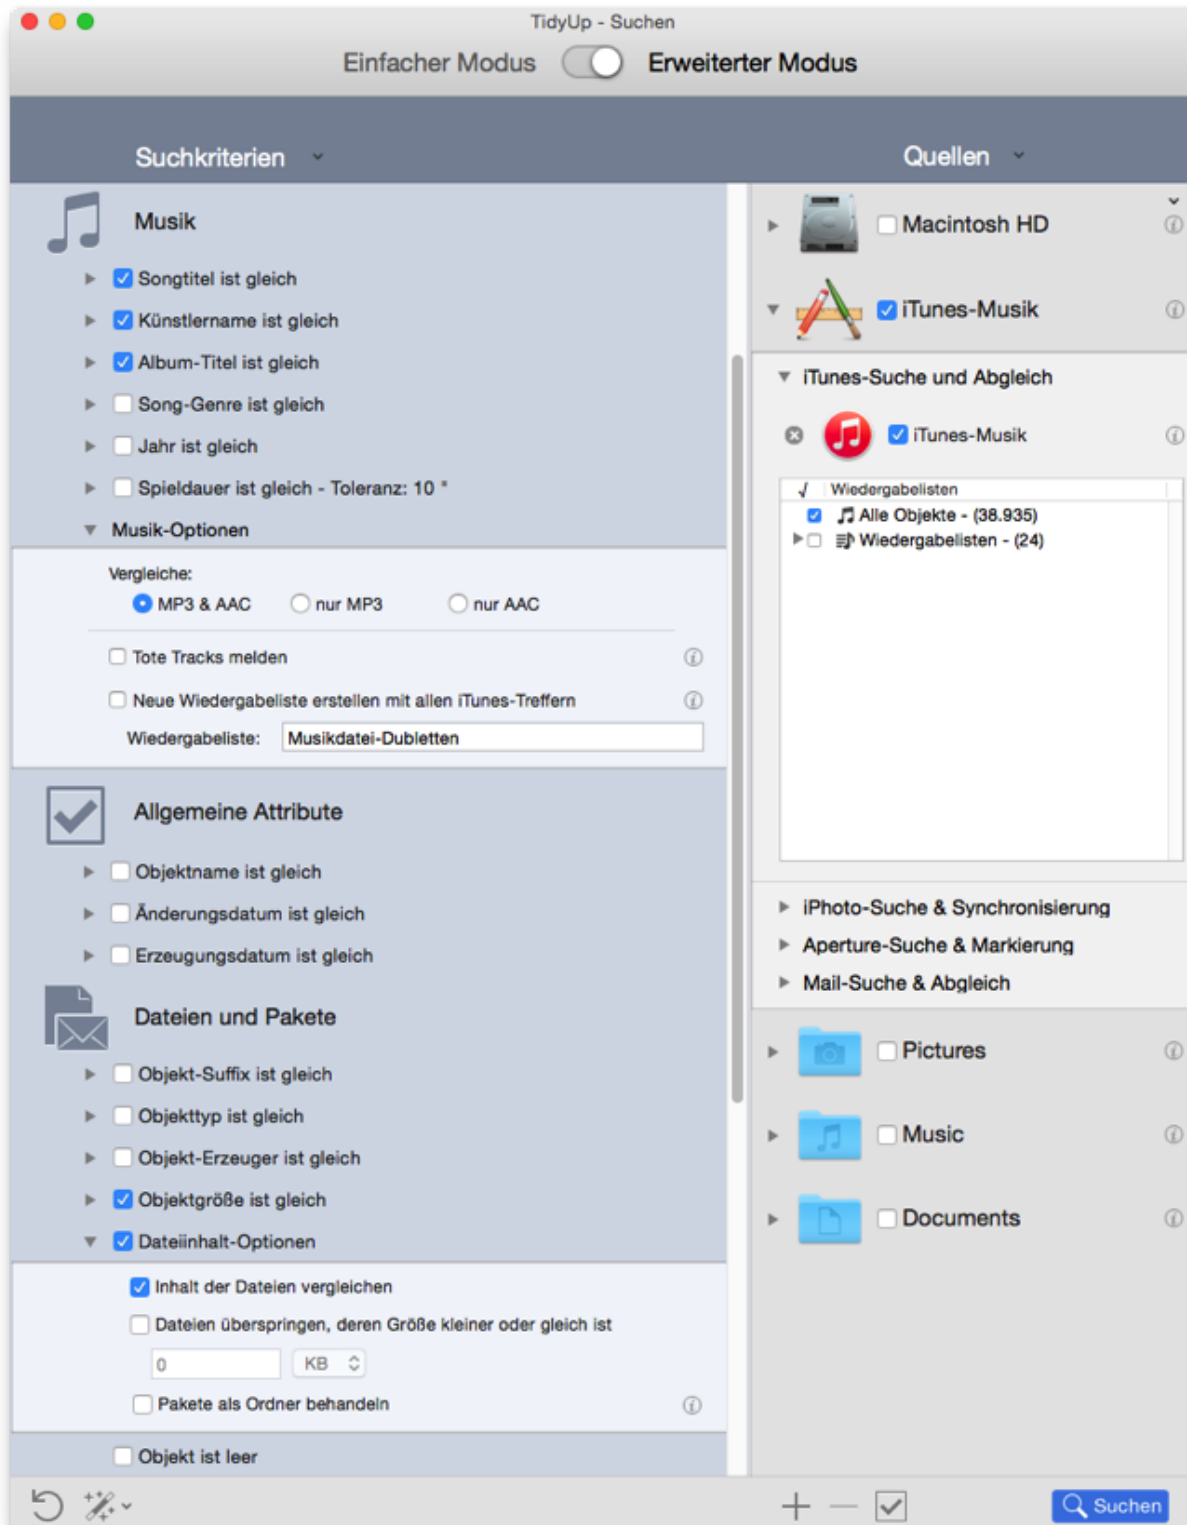 TidyUp - Suchen
Einfacher Modus Erweiterter Modus
Suchkriterien
Musik
Songtitel ist gleich
Künstlername ist gleich
Album-Titel ist gleich
Song-Genre ist gleich
Jahr ist gleich
Spieldauer ist gleich - Toleranz: 10 "
Musik-Optionen
Vergleiche:
MP3 & AAC nur MP3 nur AAC
Tote Tracks melden
Neue Wiedergabeliste erstellen mit allen iTunes-Treffern
Wiedergabeliste: Musikdatei-Dubletten
Allgemeine Attribute
Objektname ist gleich
Änderungsdatum ist gleich
Erzeugungsdatum ist gleich
Dateien und Pakete
Objekt-Suffix ist gleich
Objekttyp ist gleich
Objekt-Erzeuger ist gleich
Objektgröße ist gleich
Dateiinhalt-Optionen
Inhalt der Dateien vergleichen
Dateien überspringen, deren Größe kleiner oder gleich ist
0 KB
Pakete als Ordner behandeln
Objekt ist leer
Quellen
Macintosh HD
iTunes-Musik
iTunes-Suche und Abgleich
iTunes-Musik
√ Wiedergabelisten
Alle Objekte - (38.935)
Wiedergabelisten - (24)
iPhoto-Suche & Synchronisierung
Aperture-Suche & Markierung
Mail-Suche & Abgleich
Pictures
Music
Documents
Suchen